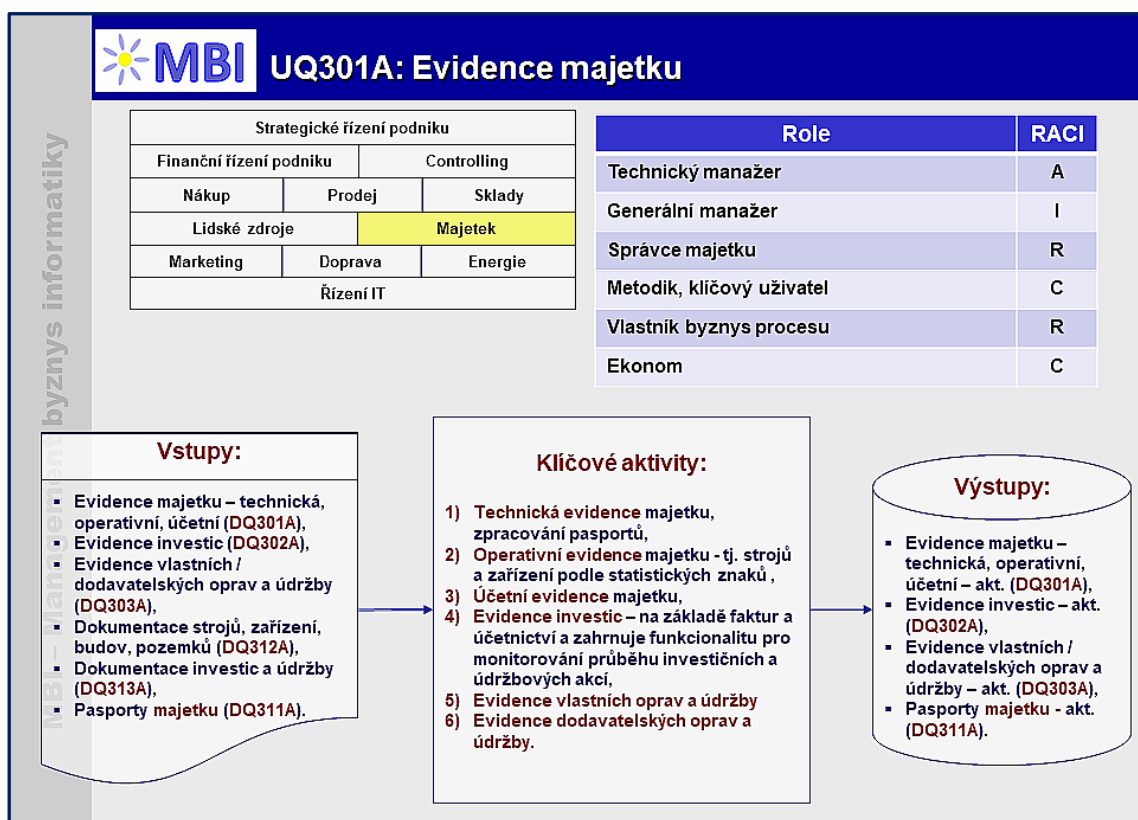 MBI
UQ301A: Evidence majetku
MBI – Management byznys informatiky
Strategické řízení podniku
Finanční řízení podniku
Controlling
Nákup
Prodej
Sklady
Lidské zdroje
Majetek
Marketing
Doprava
Energie
Řízení IT
Role
RACI
Technický manažer
A
Generální manažer
I
Správce majetku
R
Metodik, klíčový uživatel
C
Vlastník byznys procesu
R
Ekonom
C
Vstupy:
▪ Evidence majetku – technická,
operativní, účetní (DQ301A),
▪ Evidence investic (DQ302A),
▪ Evidence vlastních /
dodavatelských oprav a údržby
(DQ303A),
▪ Dokumentace strojů, zařízení,
budov, pozemků (DQ312A),
▪ Dokumentace investic a údržby
(DQ313A),
▪ Pasporty majetku (DQ311A).
Klíčové aktivity:
1) Technická evidence majetku,
zpracování pasportů,
2) Operativní evidence majetku - tj. strojů
a zařízení podle statistických znaků ,
3) Účetní evidence majetku,
4) Evidence investic – na základě faktur a
účetnictví a zahrnuje funkcionalitu pro
monitorování průběhu investičních a
údržbových akcí,
5) Evidence vlastních oprav a údržby
6) Evidence dodavatelských oprav a
údržby.
Výstupy:
▪ Evidence majetku –
technická, operativní,
účetní – akt. (DQ301A),
▪ Evidence investic – akt.
(DQ302A),
▪ Evidence vlastních /
dodavatelských oprav a
údržby – akt. (DQ303A),
▪ Pasporty majetku - akt.
(DQ311A).